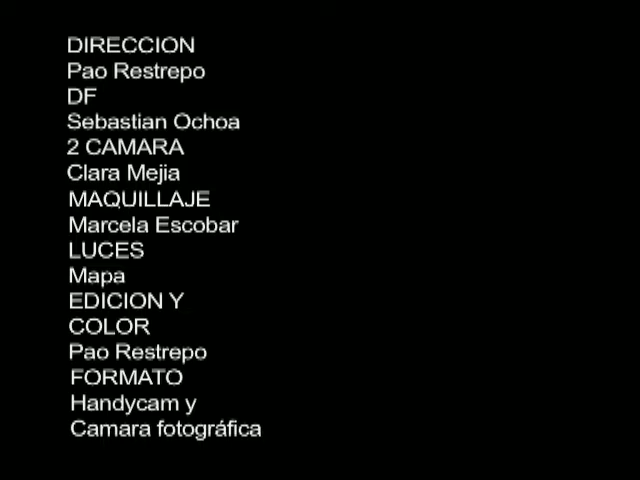 DIRECCION
Pao Restrepo
DF
Sebastian Ochoa
2 CAMARA
Clara Mejia
MAQUILLAJE
Marcela Escobar
LUCES
Mapa
EDICION Y
COLOR
Pao Restrepo
FORMATO
Handycam y
Camara fotográfica